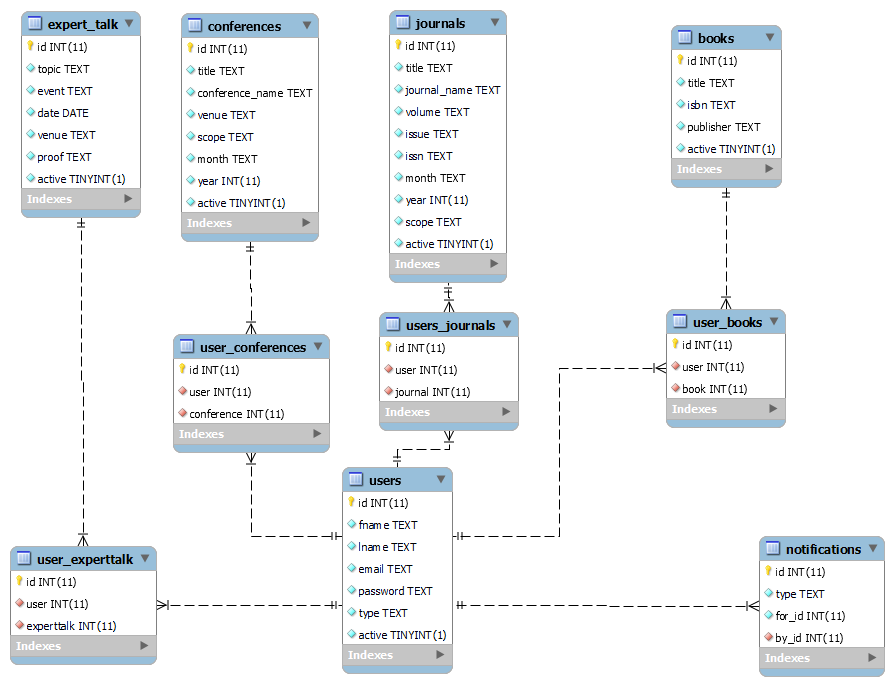 expert_talk
id INT(11)
topic TEXT
event TEXT
date DATE
venue TEXT
proof TEXT
active TINYINT(1)
Indexes
conferences
id INT(11)
title TEXT
conference_name TEXT
venue TEXT
scope TEXT
month TEXT
year INT(11)
active TINYINT(1)
Indexes
journals
id INT(11)
title TEXT
journal_name TEXT
volume TEXT
issue TEXT
issn TEXT
month TEXT
year INT(11)
scope TEXT
active TINYINT(1)
Indexes
books
id INT(11)
title TEXT
isbn TEXT
publisher TEXT
active TINYINT(1)
Indexes
user_conferences
id INT(11)
user INT(11)
conference INT(11)
Indexes
users_journals
id INT(11)
user INT(11)
journal INT(11)
Indexes
user_books
id INT(11)
user INT(11)
book INT(11)
Indexes
users
id INT(11)
fname TEXT
lname TEXT
email TEXT
password TEXT
type TEXT
active TINYINT(1)
Indexes
user_experttalk
id INT(11)
user INT(11)
experttalk INT(11)
Indexes
notifications
id INT(11)
type TEXT
for_id INT(11)
by_id INT(11)
Indexes